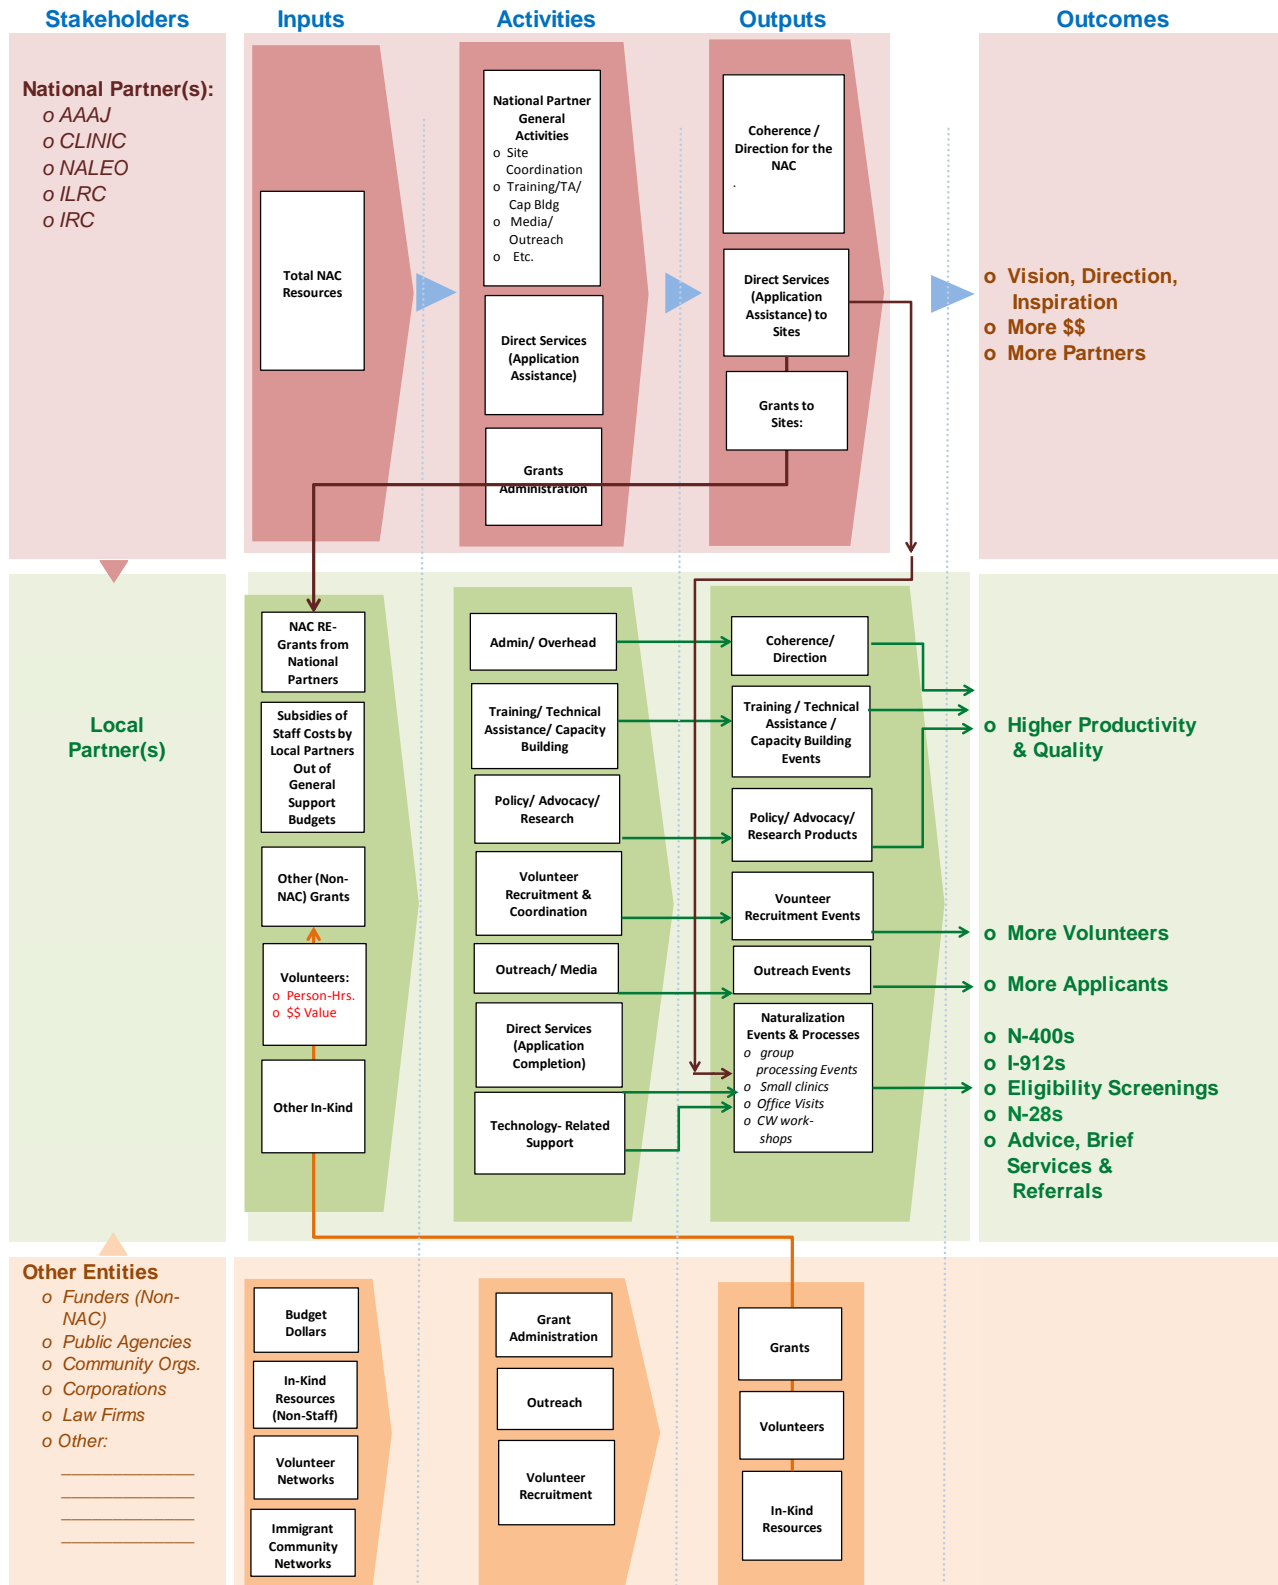 Stakeholders
Inputs
Activities
Outputs
Outcomes
National Partner(s):
o AAAJ
o CLINIC
o NALEO
o ILRC
o IRC
Total NAC
Resources
National Partner
General
Activities
o Site
Coordination
o Training/TA/
Cap Bldg
o Media/
Outreach
o Etc.
Direct Services
(Application
Assistance)
Grants
Administration
Coherence /
Direction for the
NAC
.
Direct Services
(Application
Assistance) to
Sites
Grants to
Sites:
o Vision, Direction,
Inspiration
o More $$
o More Partners
Local
Partner(s)
NAC RE-
Grants from
National
Partners
Subsidies of
Staff Costs by
Local Partners
Out of
General
Support
Budgets
Other (Non-
NAC) Grants
Volunteers:
o Person-Hrs.
o $$ Value
Other In-Kind
Admin/ Overhead
Training/ Technical
Assistance/ Capacity
Building
Policy/ Advocacy/
Research
Volunteer
Recruitment &
Coordination
Outreach/ Media
Direct Services
(Application
Completion)
Technology- Related
Support
Coherence/
Direction
Training / Technical
Assistance /
Capacity Building
Events
Policy/ Advocacy/
Research Products
Vounteer
Recruitment Events
Outreach Events
Naturalization
Events & Processes
o group
processing Events
o Small clinics
o Office Visits
o CW work-
shops
o Higher Productivity
& Quality
o More Volunteers
o More Applicants
o N-400s
o I-912s
o Eligibility Screenings
o N-28s
o Advice, Brief
Services &
Referrals
Other Entities
o Funders (Non-
NAC)
o Public Agencies
o Community Orgs.
o Corporations
o Law Firms
o Other:
Budget
Dollars
In-Kind
Resources
(Non-Staff)
Volunteer
Networks
Immigrant
Community
Networks
Grant
Administration
Outreach
Volunteer
Recruitment
Grants
Volunteers
In-Kind
Resources